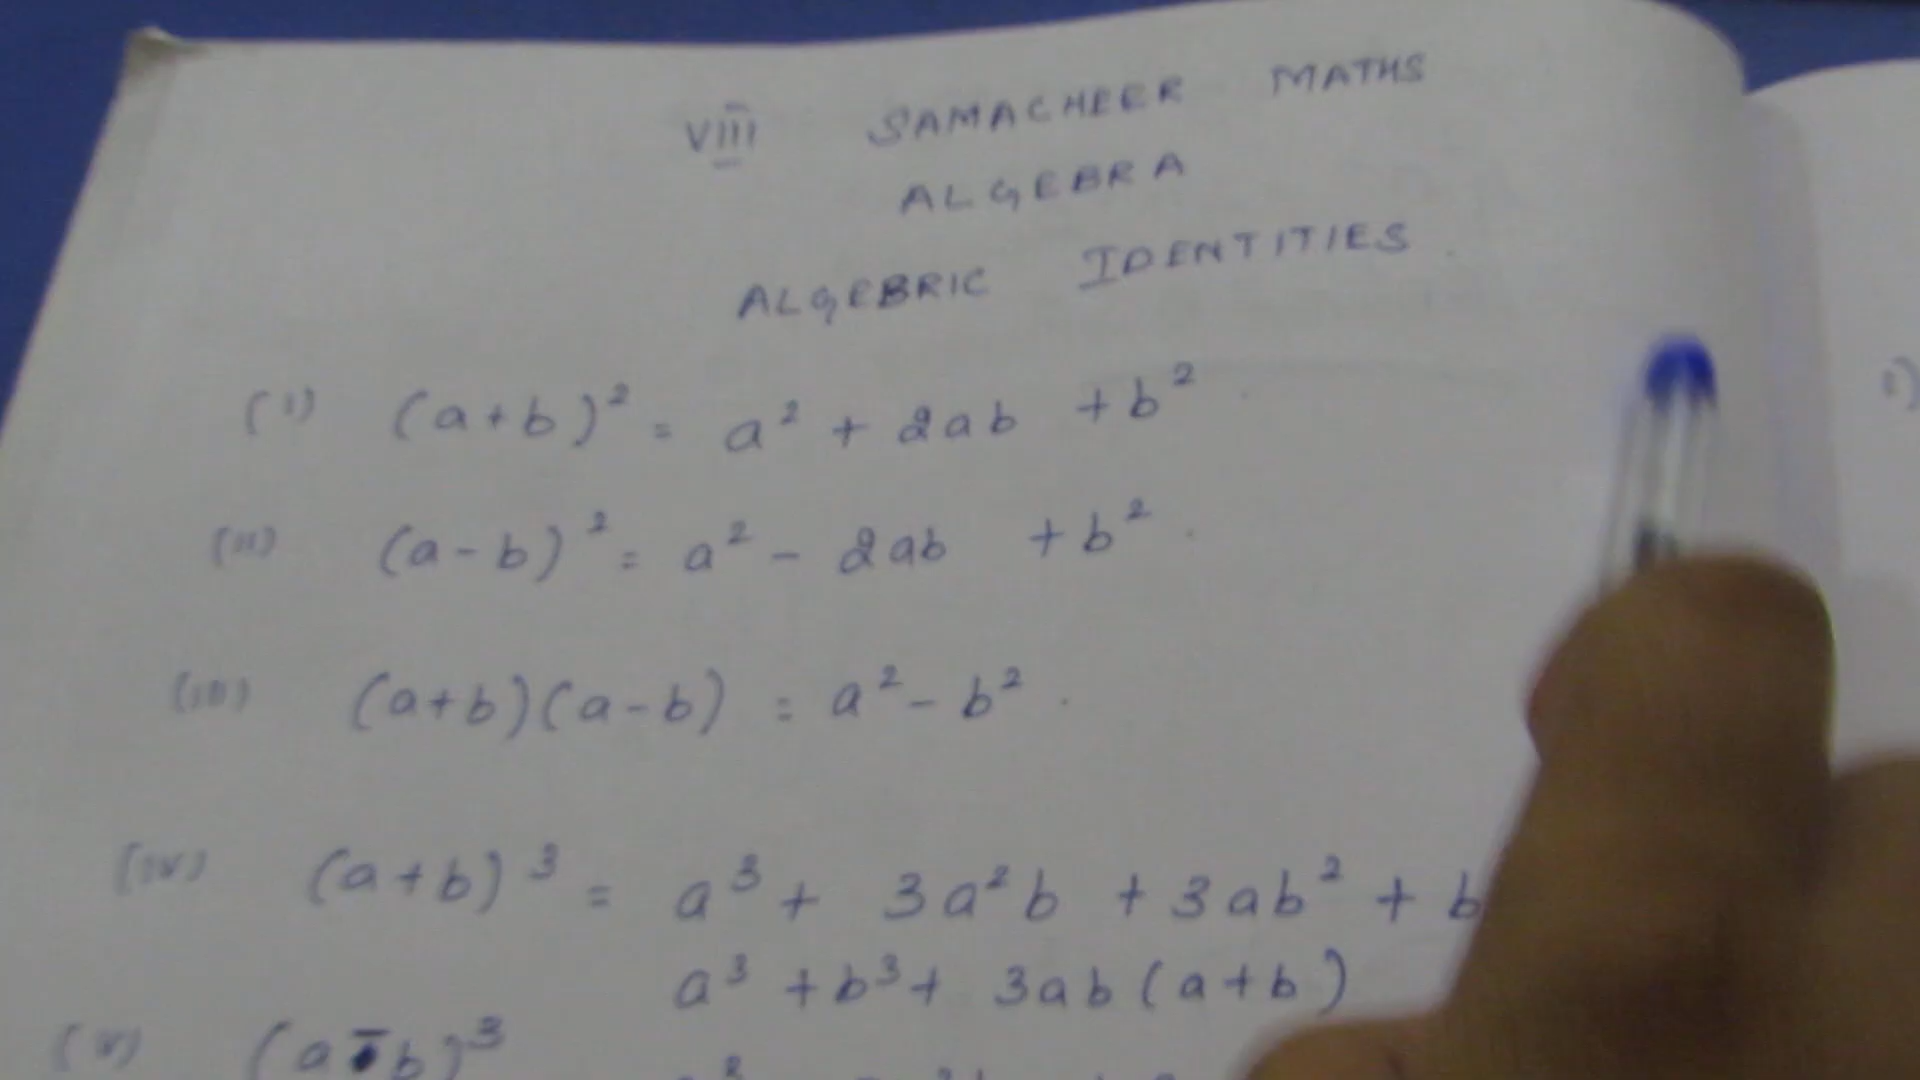 VIII SAMACHEER MATHS
ALGEBRA
ALGEBRIC IDENTITIES
(i) (a+b)² = a² + 2ab + b²
(ii) (a-b)² = a² - 2ab + b².
(iii) (a+b)(a-b) = a² - b².
(iv) (a+b)³ = a³ + 3a²b + 3ab² + b
a³ + b³ + 3ab(a+b)
(v) (a-b)³